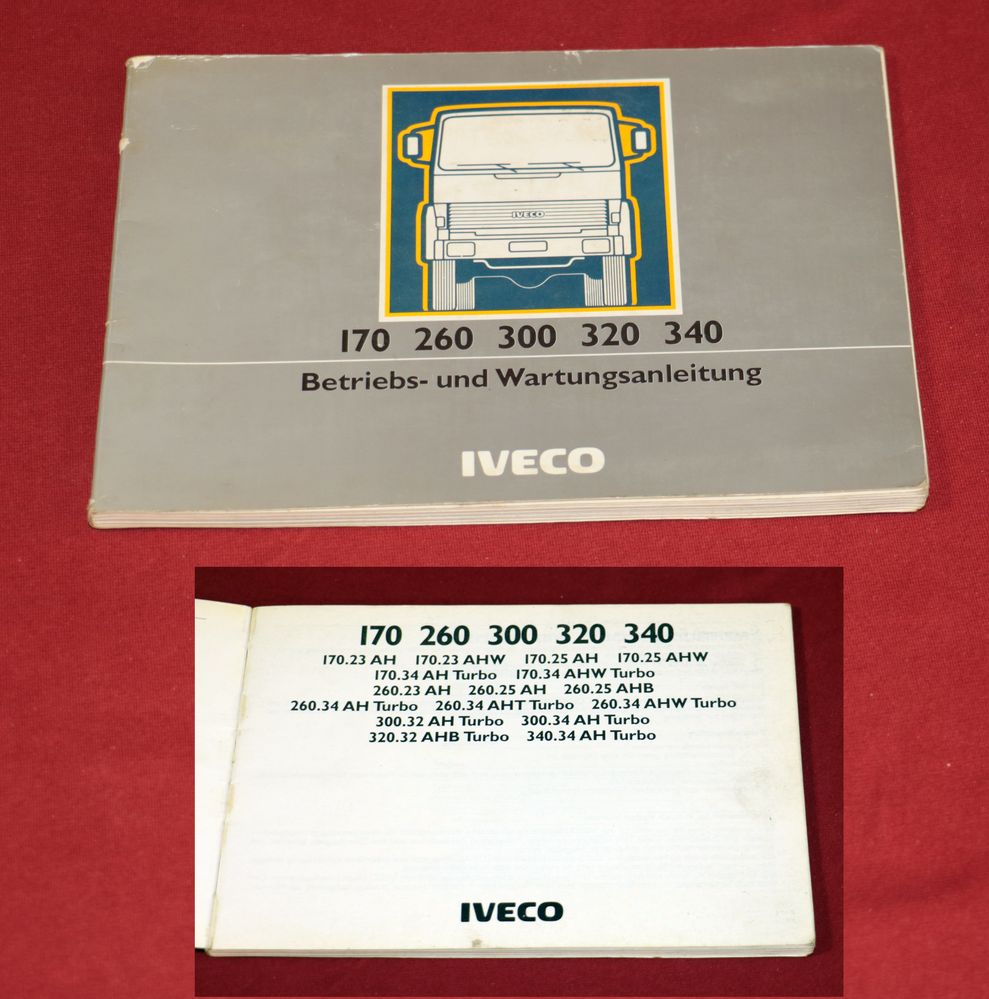 IVECO
170 260 300 320 340
Betriebs- und Wartungsanleitung
IVECO
170 260 300 320 340
170.23 AH 170.23 AHW 170.25 AH 170.25 AHW
170.34 AH Turbo 170.34 AHW Turbo
260.23 AH 260.25 AH 260.25 AHB
260.34 AH Turbo 260.34 AHT Turbo 260.34 AHW Turbo
300.32 AH Turbo 300.34 AH Turbo
320.32 AHB Turbo 340.34 AH Turbo
IVECO